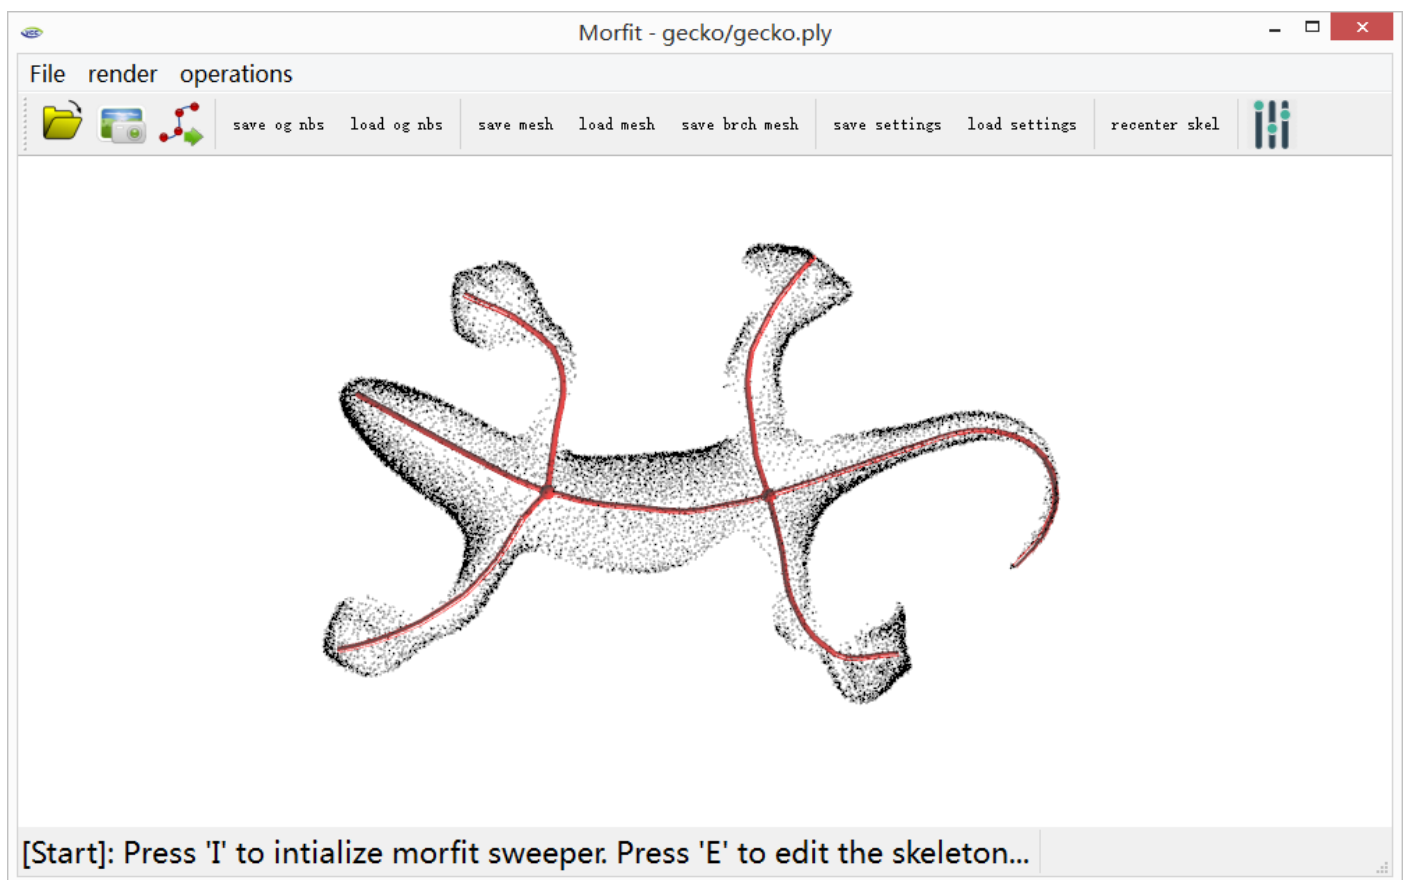 Morfit - gecko/gecko.ply
File render operations
save og nbs load og nbs save mesh load mesh save brch mesh save settings load settings recenter skel
[Start]: Press 'I' to intialize morfit sweeper. Press 'E' to edit the skeleton...